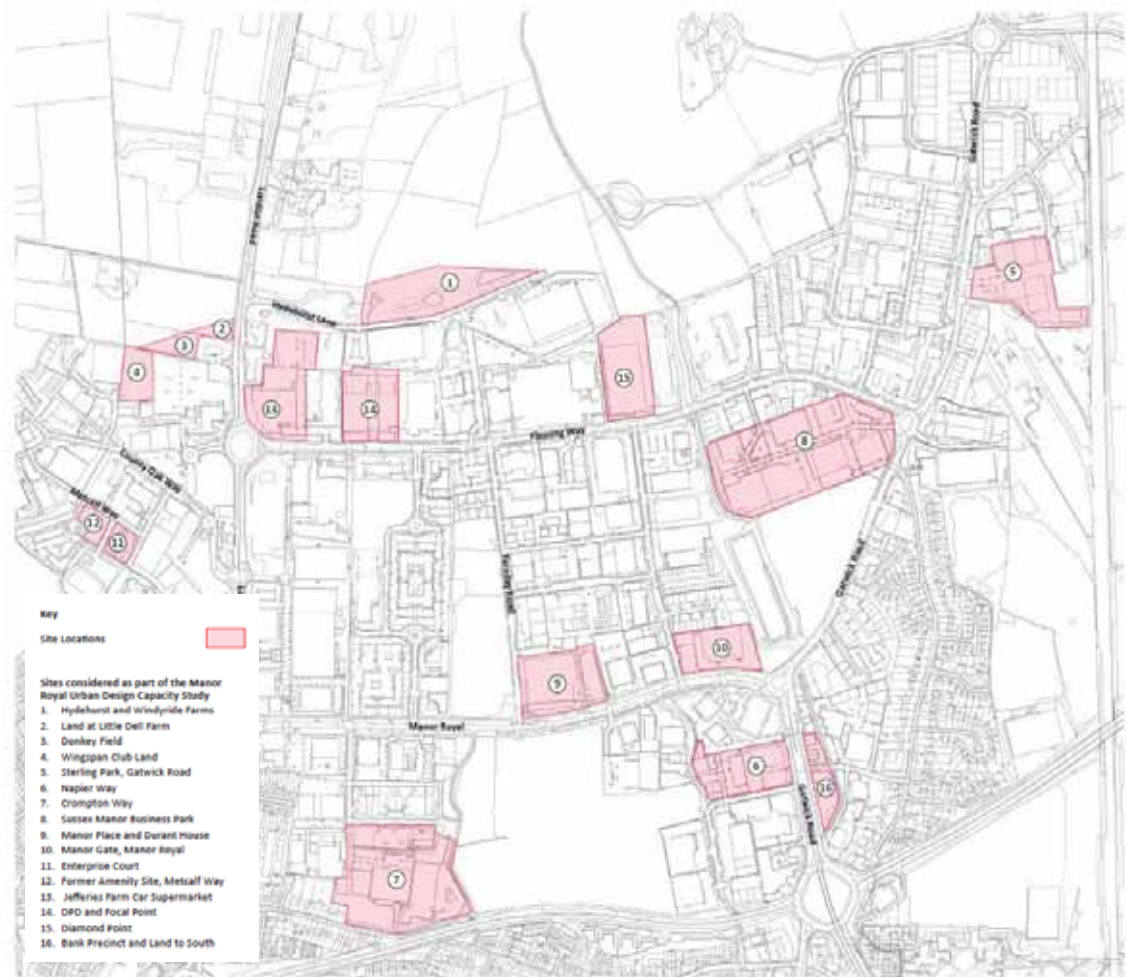 Gatwick Road
London Road
1
5
Hydehurst Lane
2
3
4
15
13
14
Fleming Way
8
County Oak Way
Metcalf Way
12
11
Faraday Road
Gatwick Road
10
9
Manor Royal
6
16
Gatwick Road
7
Key
Site Locations
Sites considered as part of the Manor
Royal Urban Design Capacity Study
1. Hydehurst and Windyride Farms
2. Land at Little Dell Farm
3. Donkey Field
4. Wingspan Club Land
5. Sterling Park, Gatwick Road
6. Napier Way
7. Crompton Way
8. Sussex Manor Business Park
9. Manor Place and Durant House
10. Manor Gate, Manor Royal
11. Enterprise Court
12. Former Amenity Site, Metcalf Way
13. Jefferies Farm Car Supermarket
14. DPD and Focal Point
15. Diamond Point
16. Bank Precinct and Land to South